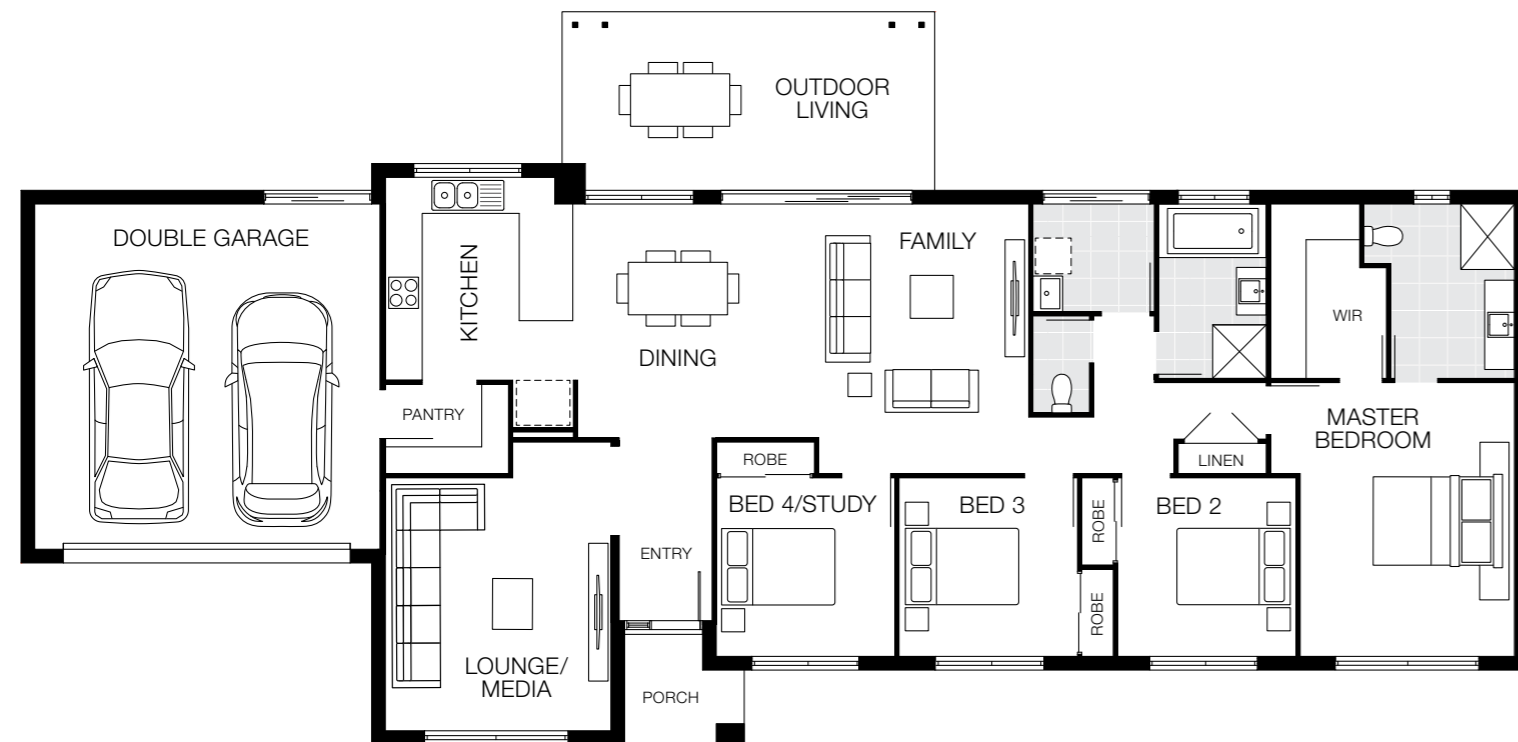 OUTDOOR
LIVING
DOUBLE GARAGE
KITCHEN
FAMILY
DINING
WIR
PANTRY
MASTER
BEDROOM
ROBE
LINEN
BED 4/STUDY
BED 3
ROBE
BED 2
ENTRY
ROBE
LOUNGE/
MEDIA
PORCH